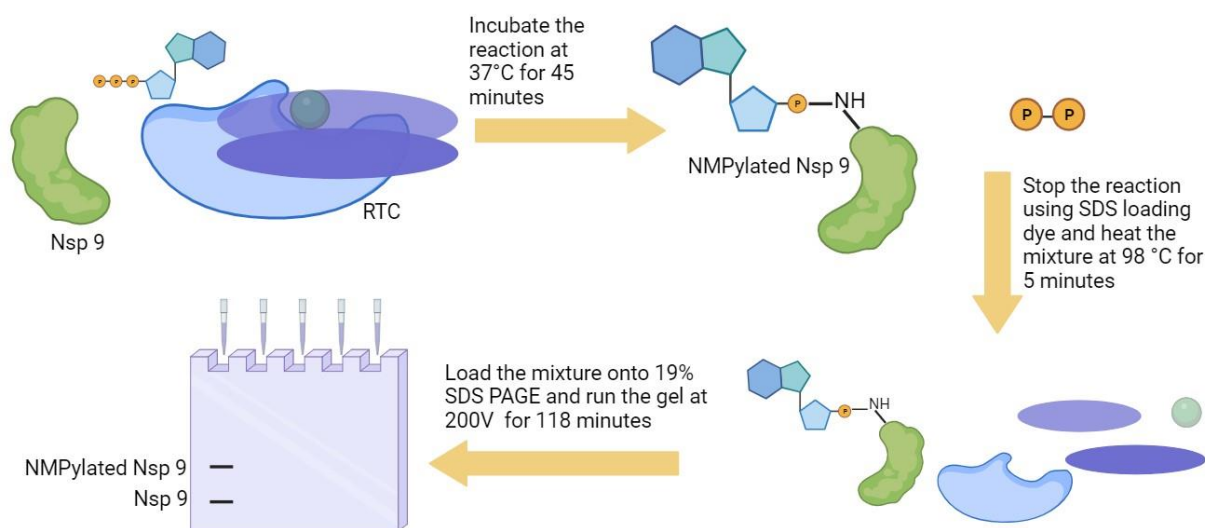 Incubate the
reaction at
37°C for 45
minutes
P P P
Nsp 9
RTC
P
NH
NMPylated Nsp 9
P P
Stop the reaction
using SDS loading
dye and heat the
mixture at 98 °C for
5 minutes
Load the mixture onto 19%
SDS PAGE and run the gel at
200V for 118 minutes
P
NH
NMPylated Nsp 9
Nsp 9